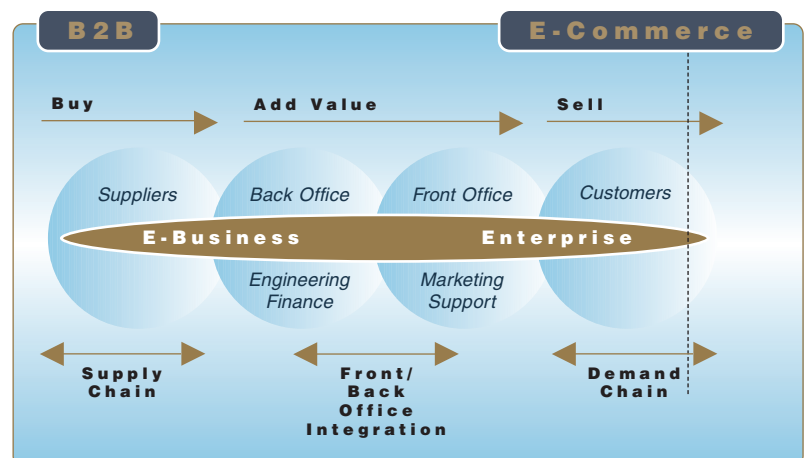 B2B
E-Commerce
Buy
Add Value
Sell
Suppliers
Back Office
Front Office
Customers
E-Business
Enterprise
Engineering
Finance
Marketing
Support
Supply
Chain
Front/
Back
Office
Integration
Demand
Chain